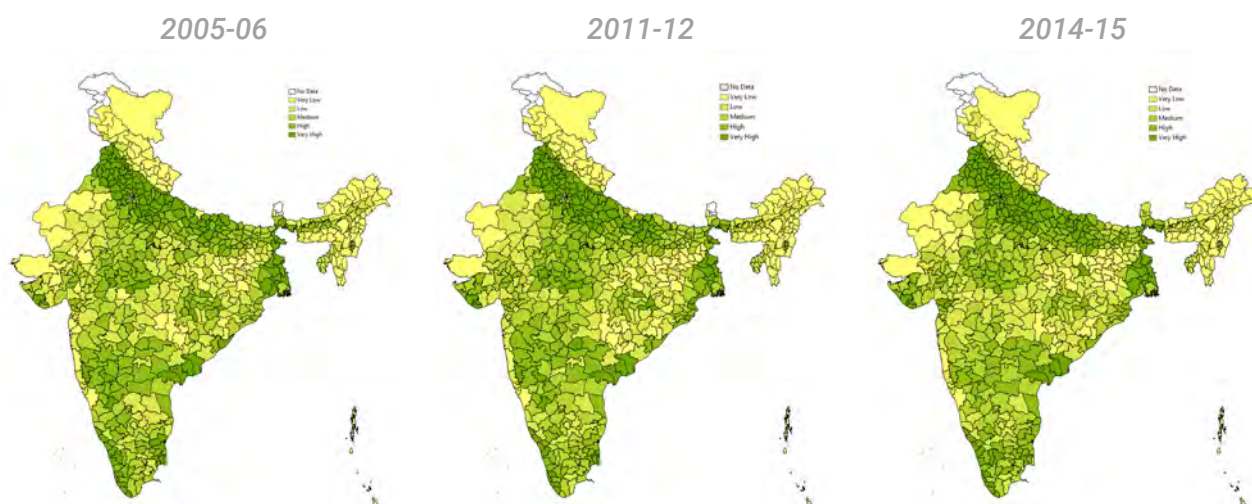 2005-06
2011-12
2014-15
No Data
Very Low
Low
Medium
High
Very High
No Data
Very Low
Low
Medium
High
Very High
No Data
Very Low
Low
Medium
High
Very High